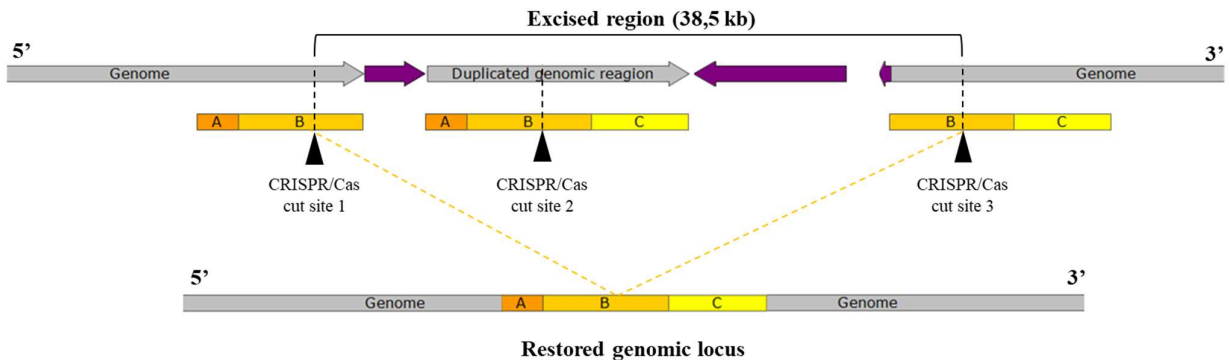 Excised region (38,5 kb)
5’
3’
Genome
Duplicated genomic reagion
Genome
A
B
A
B
C
B
C
CRISPR/Cas
cut site 1
CRISPR/Cas
cut site 2
CRISPR/Cas
cut site 3
5’
3’
Genome
A
B
C
Genome
Restored genomic locus